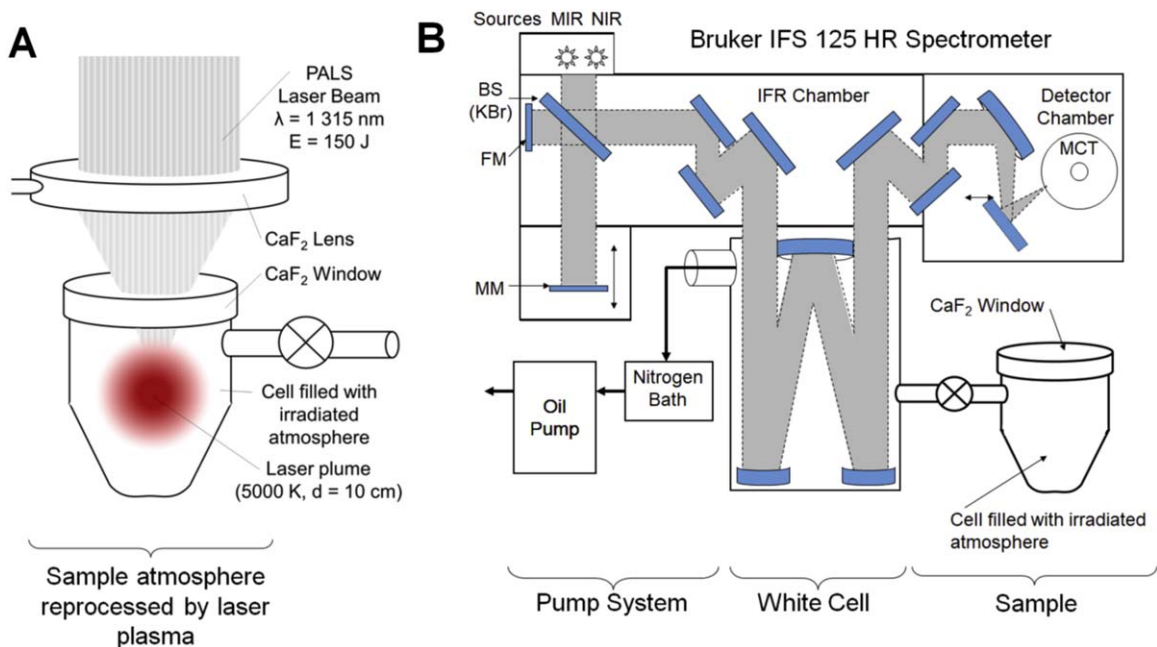 A
PALS
Laser Beam
λ = 1 315 nm
E = 150 J
CaF₂ Lens
CaF₂ Window
Cell filled with
irradiated
atmosphere
Laser plume
(5000 K, d = 10 cm)
Sample atmosphere
reprocessed by laser
plasma
B
Sources MIR NIR
Bruker IFS 125 HR Spectrometer
BS
(KBr)
FM
IFR Chamber
Detector
Chamber
MCT
MM
Nitrogen
Bath
Oil
Pump
CaF₂ Window
Cell filled with irradiated
atmosphere
Pump System
White Cell
Sample